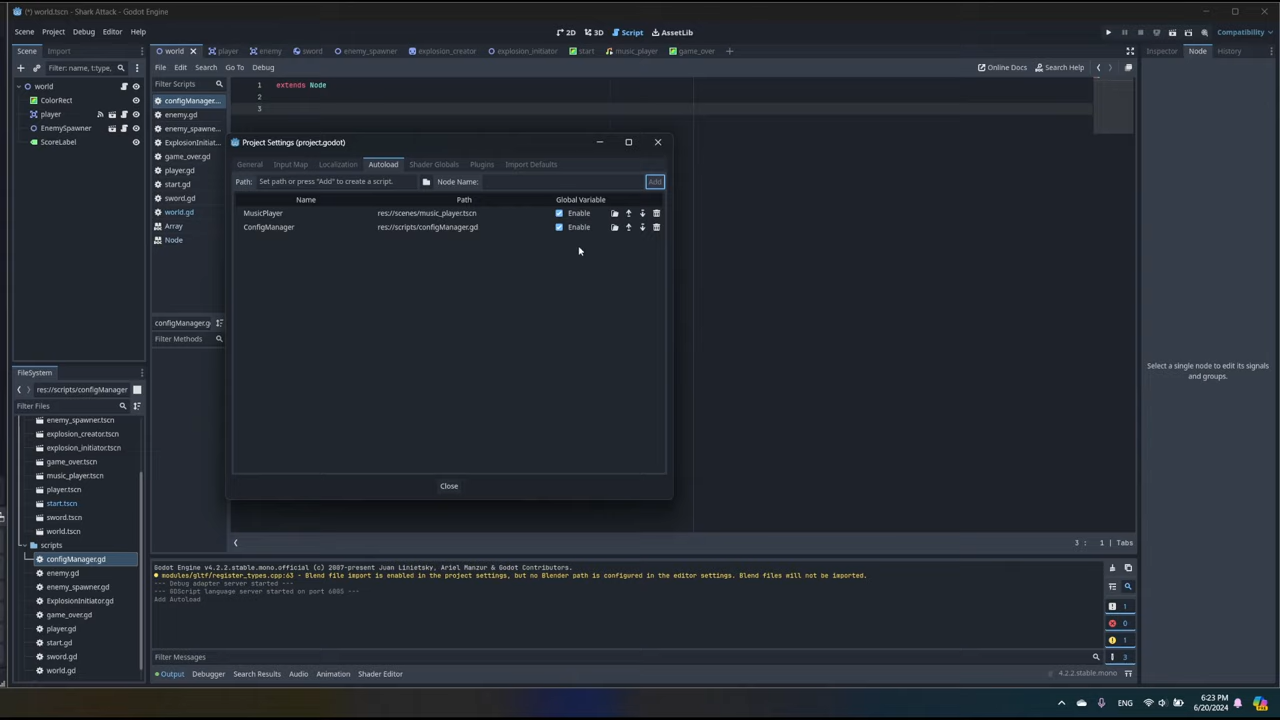 (*) world.tscn - Shark Attack - Godot Engine
Scene Project Debug Editor Help
2D 3D Script AssetLib
Compatibility
Scene Import
world player enemy sword enemy_spawner explosion_creator explosion_initiator start music_player game_over
Inspector Node History
Filter: name, t:type,
File Edit Search Go To Debug
Online Docs Search Help
world
ColorRect
player
EnemySpawner
ScoreLabel
Filter Scripts
configManager...
enemy.gd
enemy_spawne...
ExplosionInitiat...
game_over.gd
player.gd
start.gd
sword.gd
world.gd
Array
Node
configManager.g
Filter Methods
1 extends Node
2
3
Project Settings (project.godot)
General Input Map Localization Autoload Shader Globals Plugins Import Defaults
Path: Set path or press "Add" to create a script. Node Name: Add
Name Path Global Variable
MusicPlayer res://scenes/music_player.tscn Enable
ConfigManager res://scripts/configManager.gd Enable
Close
Select a single node to edit its signals
and groups.
FileSystem
res://scripts/configManager
Filter Files
enemy_spawner.tscn
explosion_creator.tscn
explosion_initiator.tscn
game_over.tscn
music_player.tscn
player.tscn
start.tscn
sword.tscn
world.tscn
scripts
configManager.gd
enemy.gd
enemy_spawner.gd
ExplosionInitiator.gd
game_over.gd
player.gd
start.gd
sword.gd
world.gd
3 : 1 | Tabs
Godot Engine v4.2.2.stable.mono.official (c) 2007-present Juan Linietsky, Ariel Manzur & Godot Contributors.
modules/gltf/register_types.cpp:63 - Blend file import is enabled in the project settings, but no Blender path is configured in the editor settings. Blend files will not be imported.
--- Debug adapter server started ---
--- GDScript language server started on port 6005 ---
Add Autoload
1
0
1
3
Filter Messages
Output Debugger Search Results Audio Animation Shader Editor
4.2.2.stable.mono
ENG
6:23 PM
6/20/2024